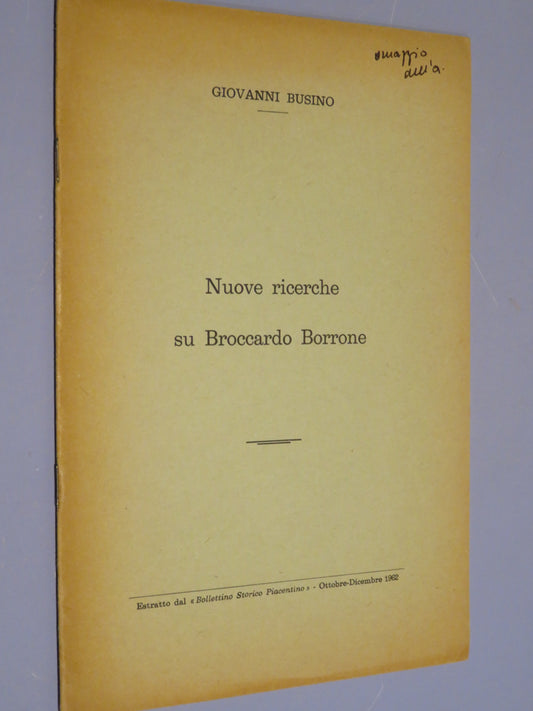 omaggio
dell'a.
GIOVANNI BUSINO
Nuove ricerche
su Broccardo Borrone
Estratto dal «Bollettino Storico Piacentino» - Ottobre-Dicembre 1962